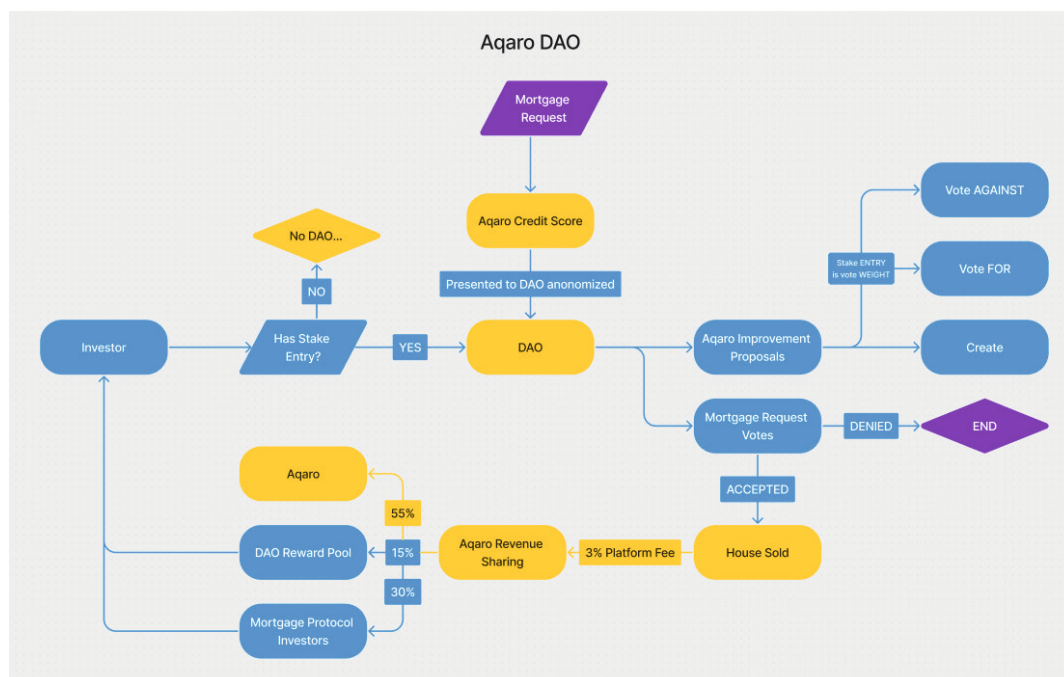 Aqaro DAO
Mortgage
Request
Vote AGAINST
Aqaro Credit Score
No DAO...
Stake ENTRY
is vote WEIGHT
Vote FOR
Presented to DAO anonomized
NO
Investor
Has Stake
Entry?
YES
DAO
Aqaro Improvement
Proposals
Create
Mortgage Request
Votes
DENIED
END
Aqaro
ACCEPTED
55%
DAO Reward Pool
15%
Aqaro Revenue
Sharing
3% Platform Fee
House Sold
30%
Mortgage Protocol
Investors